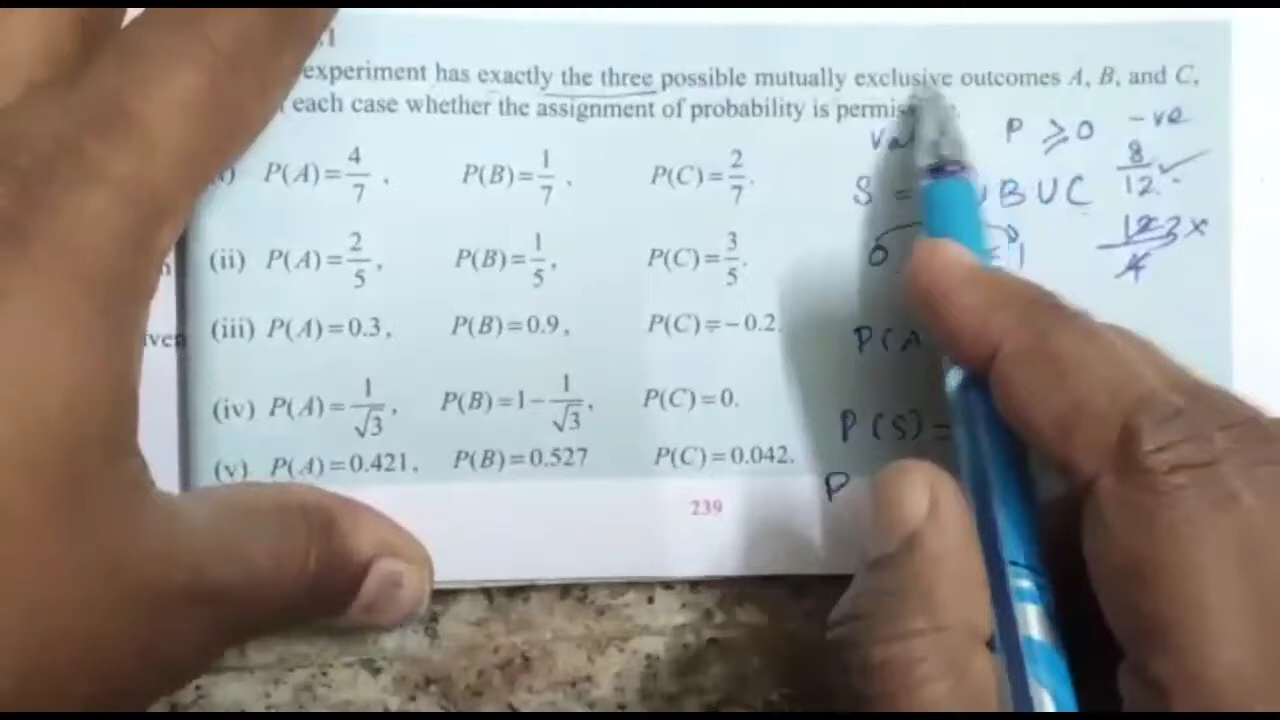 experiment has exactly the three possible mutually exclusive outcomes A, B, and C,
each case whether the assignment of probability is
P(A)=4/7, P(B)=1/7, P(C)=2/7.
(ii) P(A)=2/5, P(B)=1/5, P(C)=3/5.
(iii) P(A)=0.3, P(B)=0.9, P(C)=-0.2.
(iv) P(A)=1/√3, P(B)=1-1/√3, P(C)=0.
(v) P(A)=0.421, P(B)=0.527 P(C)=0.042.
239
P ≥ 0 -ve
8/12 ✓
S = B U C
P(S)=
P